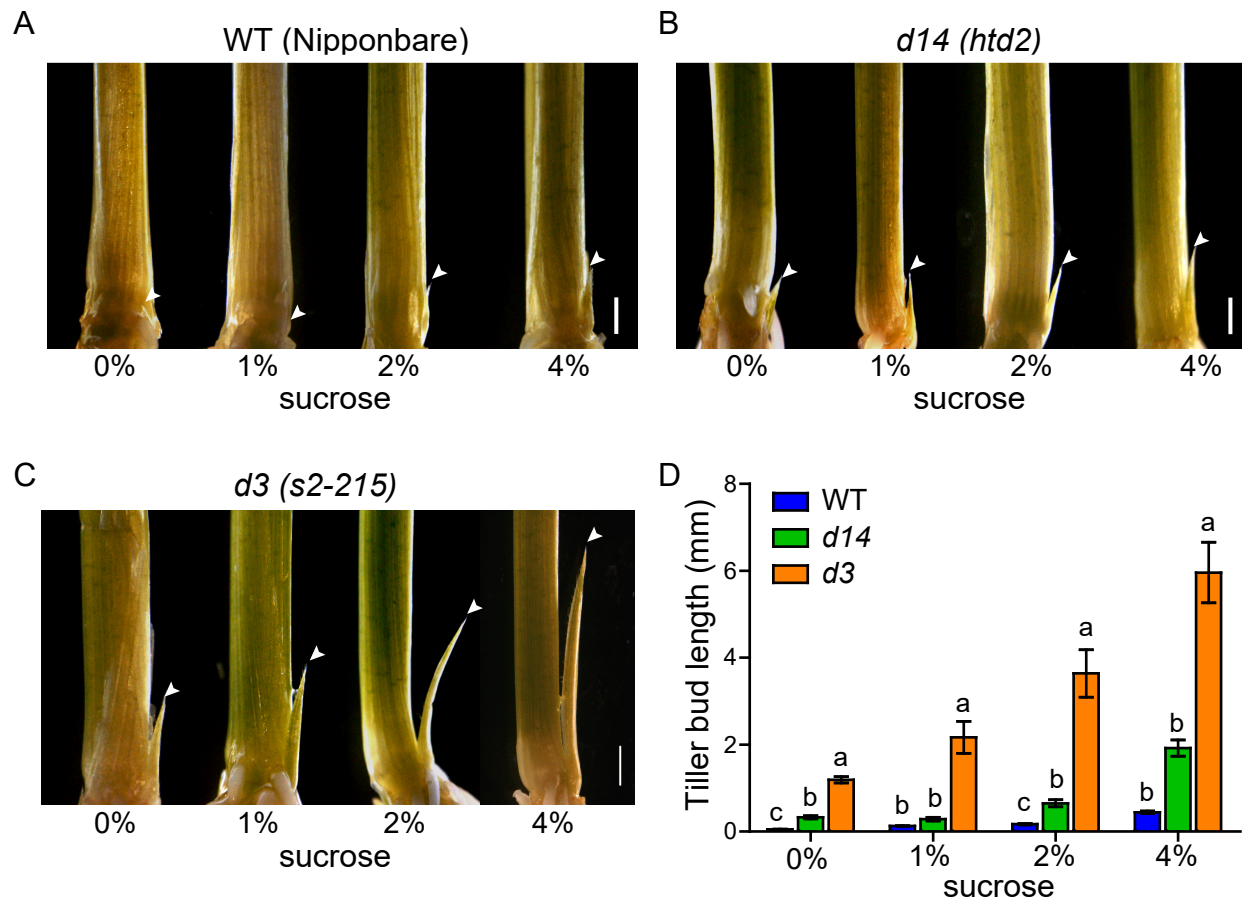 A
WT (Nipponbare)
0% 1% 2% 4%
sucrose
B
d14 (htd2)
0% 1% 2% 4%
sucrose
C
d3 (s2-215)
0% 1% 2% 4%
sucrose
D
Tiller bud length (mm)
8
6
4
2
0
WT
d14
d3
c b a
b b a
c b a
b b a
0% 1% 2% 4%
sucrose